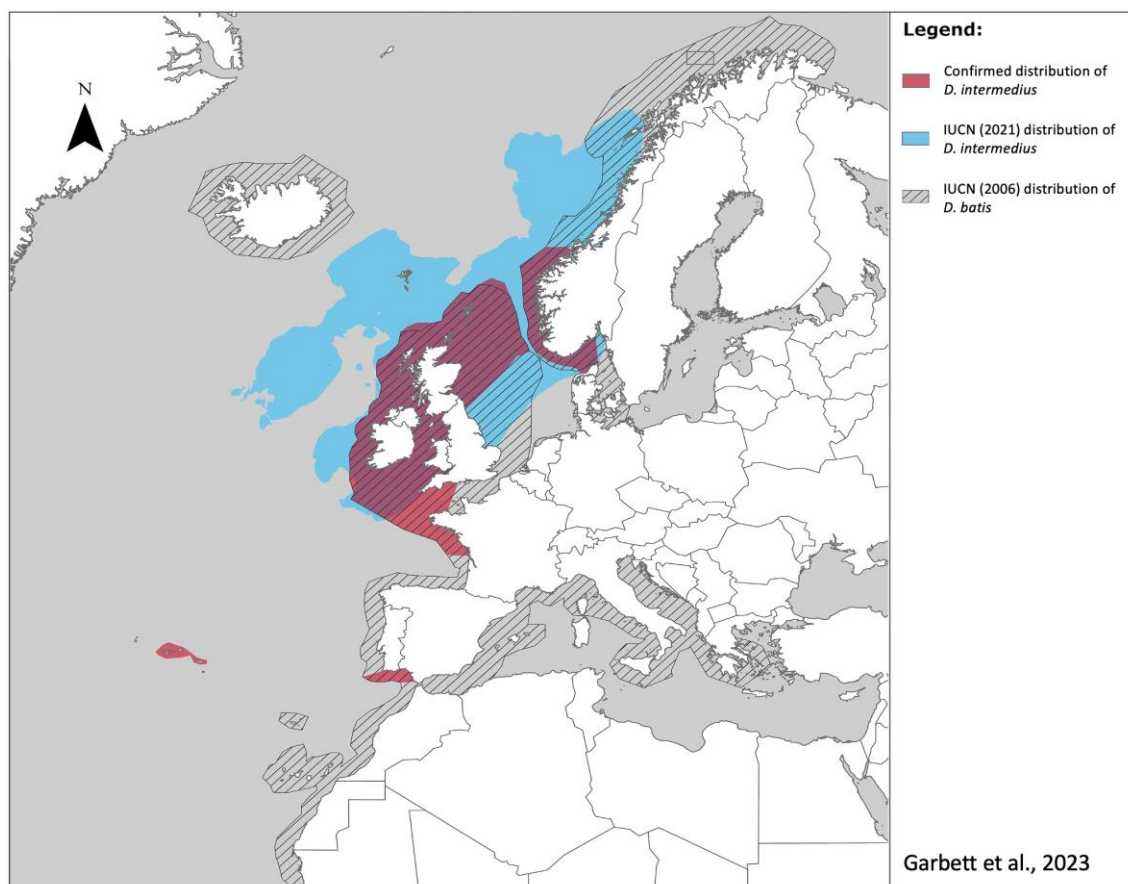 N
Legend:
Confirmed distribution of
D. intermedius
IUCN (2021) distribution of
D. intermedius
IUCN (2006) distribution of
D. batis
Garbett et al., 2023